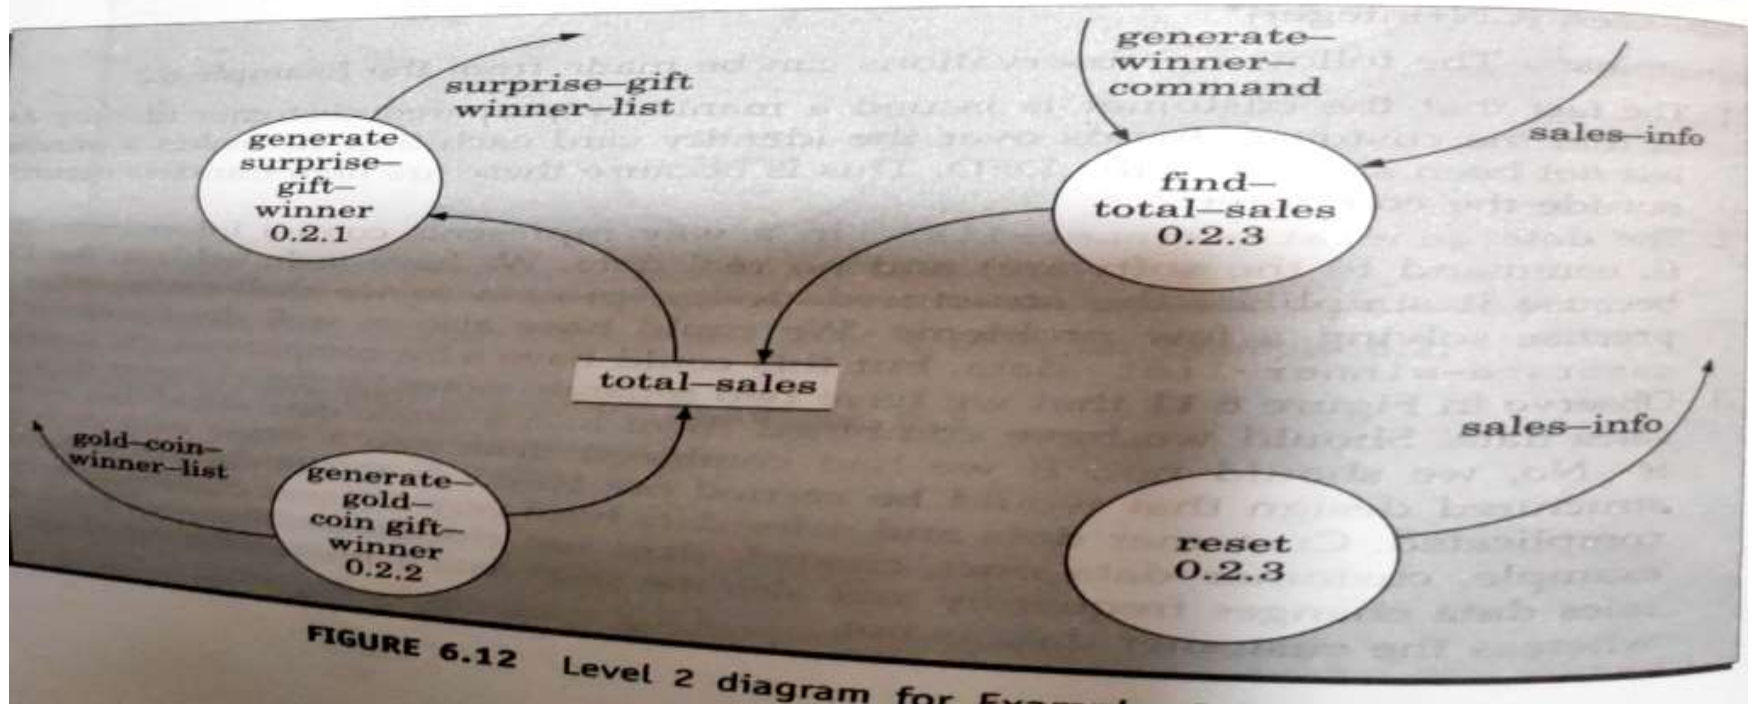 surprise–gift
winner–list
generate
surprise–
gift–
winner
0.2.1
generate–
winner–
command
sales–info
find–
total–sales
0.2.3
total–sales
gold–coin–
winner–list
generate–
gold–
coin gift–
winner
0.2.2
sales–info
reset
0.2.3
FIGURE 6.12 Level 2 diagram for